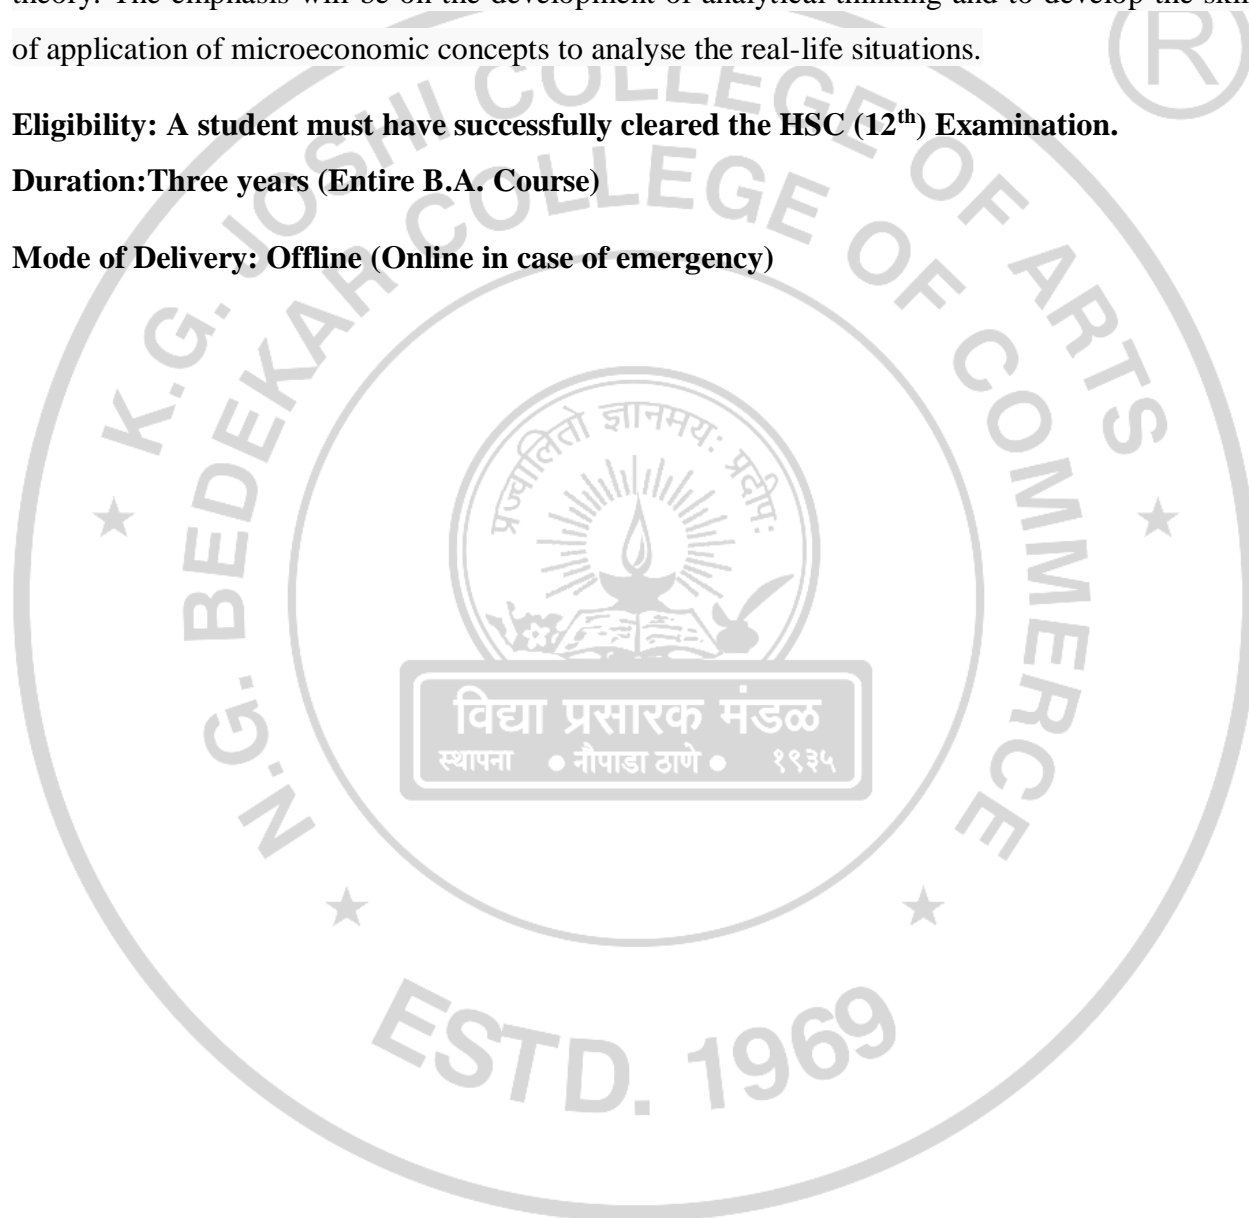 theory. The emphasis will be on the development of analytical thinking and to develop the skill
of application of microeconomic concepts to analyse the real-life situations.
Eligibility: A student must have successfully cleared the HSC (12th) Examination.
Duration:Three years (Entire B.A. Course)
Mode of Delivery: Offline (Online in case of emergency)
®
K.G. JOSHI COLLEGE OF ARTS
N.G. BEDEKAR COLLEGE OF COMMERCE
प्रज्वालितो ज्ञानमयः प्रदीपः
विद्या प्रसारक मंडळ
स्थापना ● नौपाडा ठाणे ● १९३५
ESTD. 1969